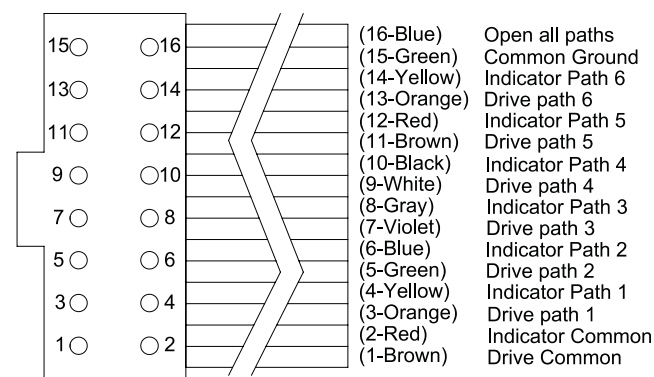 15 16
13 14
11 12
9 10
7 8
5 6
3 4
1 2
(16-Blue) Open all paths
(15-Green) Common Ground
(14-Yellow) Indicator Path 6
(13-Orange) Drive path 6
(12-Red) Indicator Path 5
(11-Brown) Drive path 5
(10-Black) Indicator Path 4
(9-White) Drive path 4
(8-Gray) Indicator Path 3
(7-Violet) Drive path 3
(6-Blue) Indicator Path 2
(5-Green) Drive path 2
(4-Yellow) Indicator Path 1
(3-Orange) Drive path 1
(2-Red) Indicator Common
(1-Brown) Drive Common